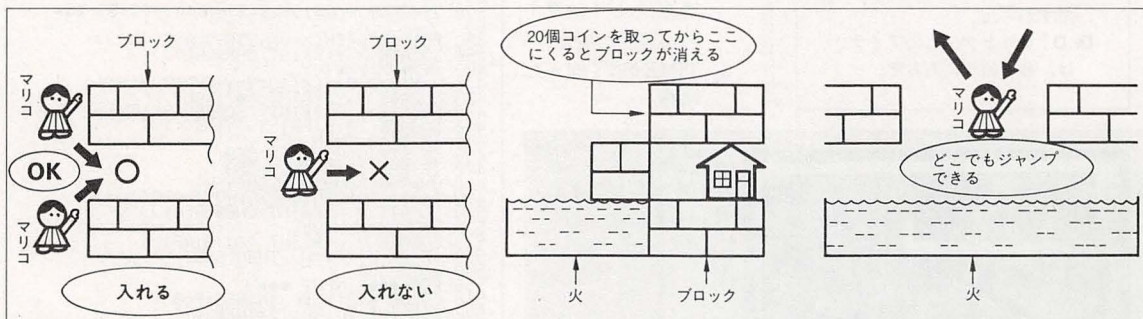 ブロック
マリコ
OK
○
マリコ
入れる
ブロック
マリコ
×
入れない
20個コインを取ってからここ
にくるとブロックが消える
火
ブロック
マリコ
どこでもジャンプ
できる
火